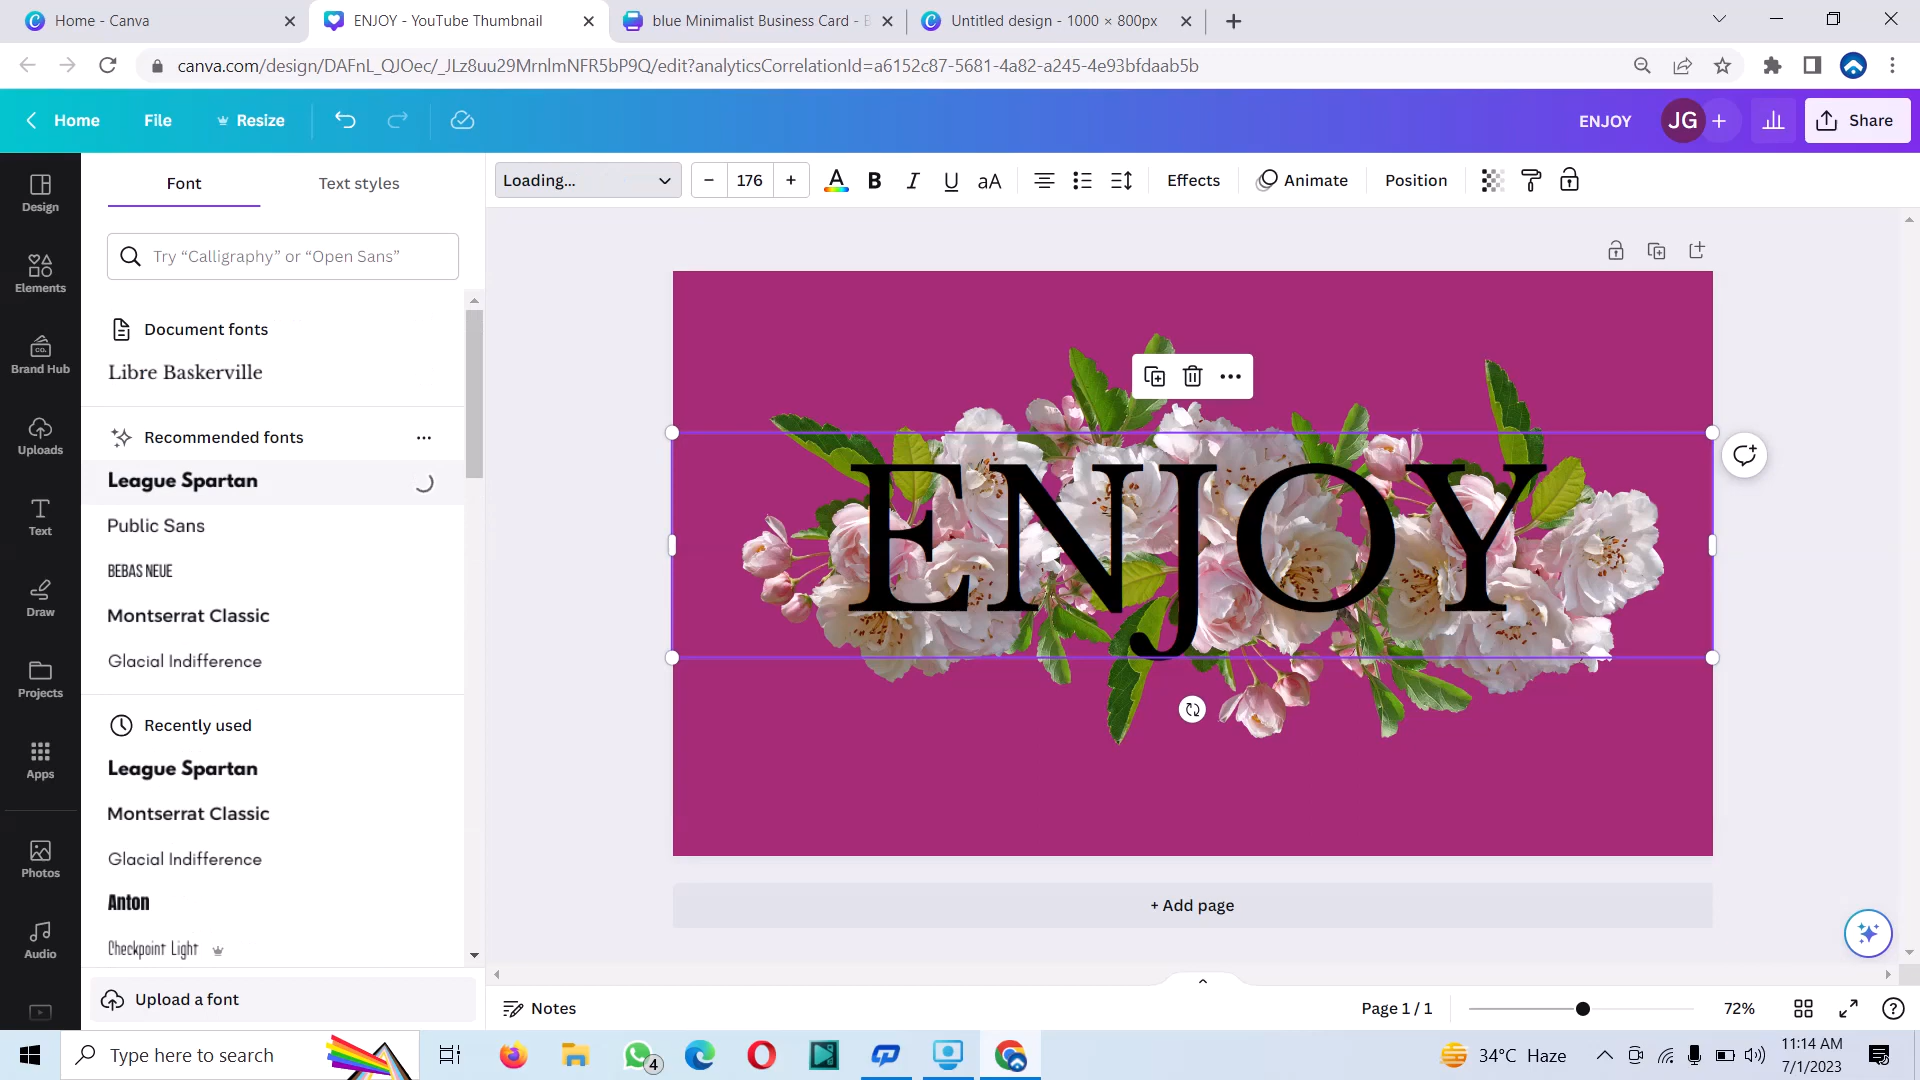 Home - Canva
ENJOY - YouTube Thumbnail
blue Minimalist Business Card - B
Untitled design - 1000 × 800px
canva.com/design/DAFnL_QJOec/_JLz8uu29MrnlmNFR5bP9Q/edit?analyticsCorrelationId=a6152c87-5681-4a82-a245-4e93bfdaab5b
Home
File
Resize
ENJOY
JG
Share
Design
Elements
Brand Hub
Uploads
Text
Draw
Projects
Apps
Photos
Audio
Font
Text styles
Try “Calligraphy” or “Open Sans”
Document fonts
Libre Baskerville
Recommended fonts
League Spartan
Public Sans
BEBAS NEUE
Montserrat Classic
Glacial Indifference
Recently used
League Spartan
Montserrat Classic
Glacial Indifference
Anton
Checkpoint Light
Upload a font
Loading...
176
B
I
U
aA
Effects
Animate
Position
ENJOY
+ Add page
Notes
Page 1 / 1
72%
Type here to search
4
34°C Haze
11:14 AM
7/1/2023